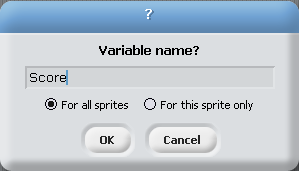 ?
Variable name?
Score
For all sprites For this sprite only
OK Cancel